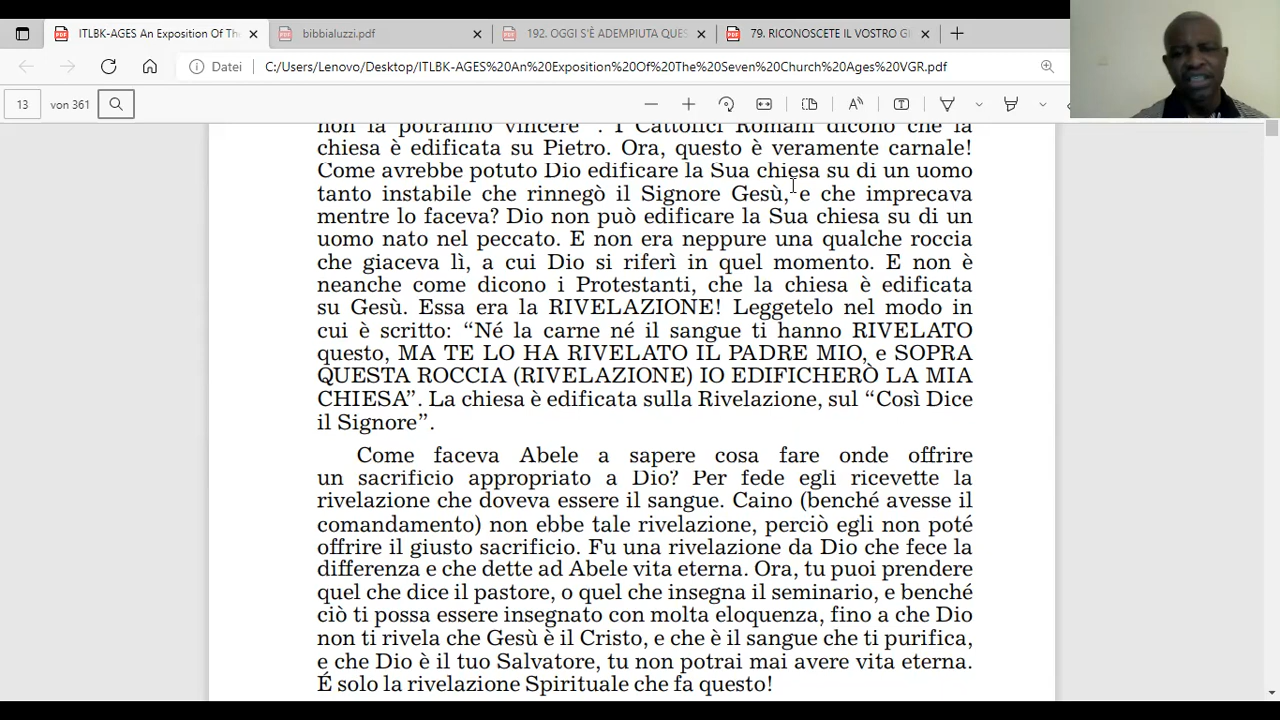 ITLBK-AGES An Exposition Of The
bibbialuzzi.pdf
192. OGGI S'È ADEMPIUTA QUES
79. RICONOSCETE IL VOSTRO G
Datei
C:/Users/Lenovo/Desktop/ITLBK-AGES%20An%20Exposition%20Of%20The%20Seven%20Church%20Ages%20VGR.pdf
13 von 361
non la potranno vincere”. I Cattolici Romani dicono che la
chiesa è edificata su Pietro. Ora, questo è veramente carnale!
Come avrebbe potuto Dio edificare la Sua chiesa su di un uomo
tanto instabile che rinnegò il Signore Gesù, e che imprecava
mentre lo faceva? Dio non può edificare la Sua chiesa su di un
uomo nato nel peccato. E non era neppure una qualche roccia
che giaceva lì, a cui Dio si riferì in quel momento. E non è
neanche come dicono i Protestanti, che la chiesa è edificata
su Gesù. Essa era la RIVELAZIONE! Leggetelo nel modo in
cui è scritto: “Né la carne né il sangue ti hanno RIVELATO
questo, MA TE LO HA RIVELATO IL PADRE MIO, e SOPRA
QUESTA ROCCIA (RIVELAZIONE) IO EDIFICHERÒ LA MIA
CHIESA”. La chiesa è edificata sulla Rivelazione, sul “Così Dice
il Signore”.
Come faceva Abele a sapere cosa fare onde offrire
un sacrificio appropriato a Dio? Per fede egli ricevette la
rivelazione che doveva essere il sangue. Caino (benché avesse il
comandamento) non ebbe tale rivelazione, perciò egli non poté
offrire il giusto sacrificio. Fu una rivelazione da Dio che fece la
differenza e che dette ad Abele vita eterna. Ora, tu puoi prendere
quel che dice il pastore, o quel che insegna il seminario, e benché
ciò ti possa essere insegnato con molta eloquenza, fino a che Dio
non ti rivela che Gesù è il Cristo, e che è il sangue che ti purifica,
e che Dio è il tuo Salvatore, tu non potrai mai avere vita eterna.
É solo la rivelazione Spirituale che fa questo!